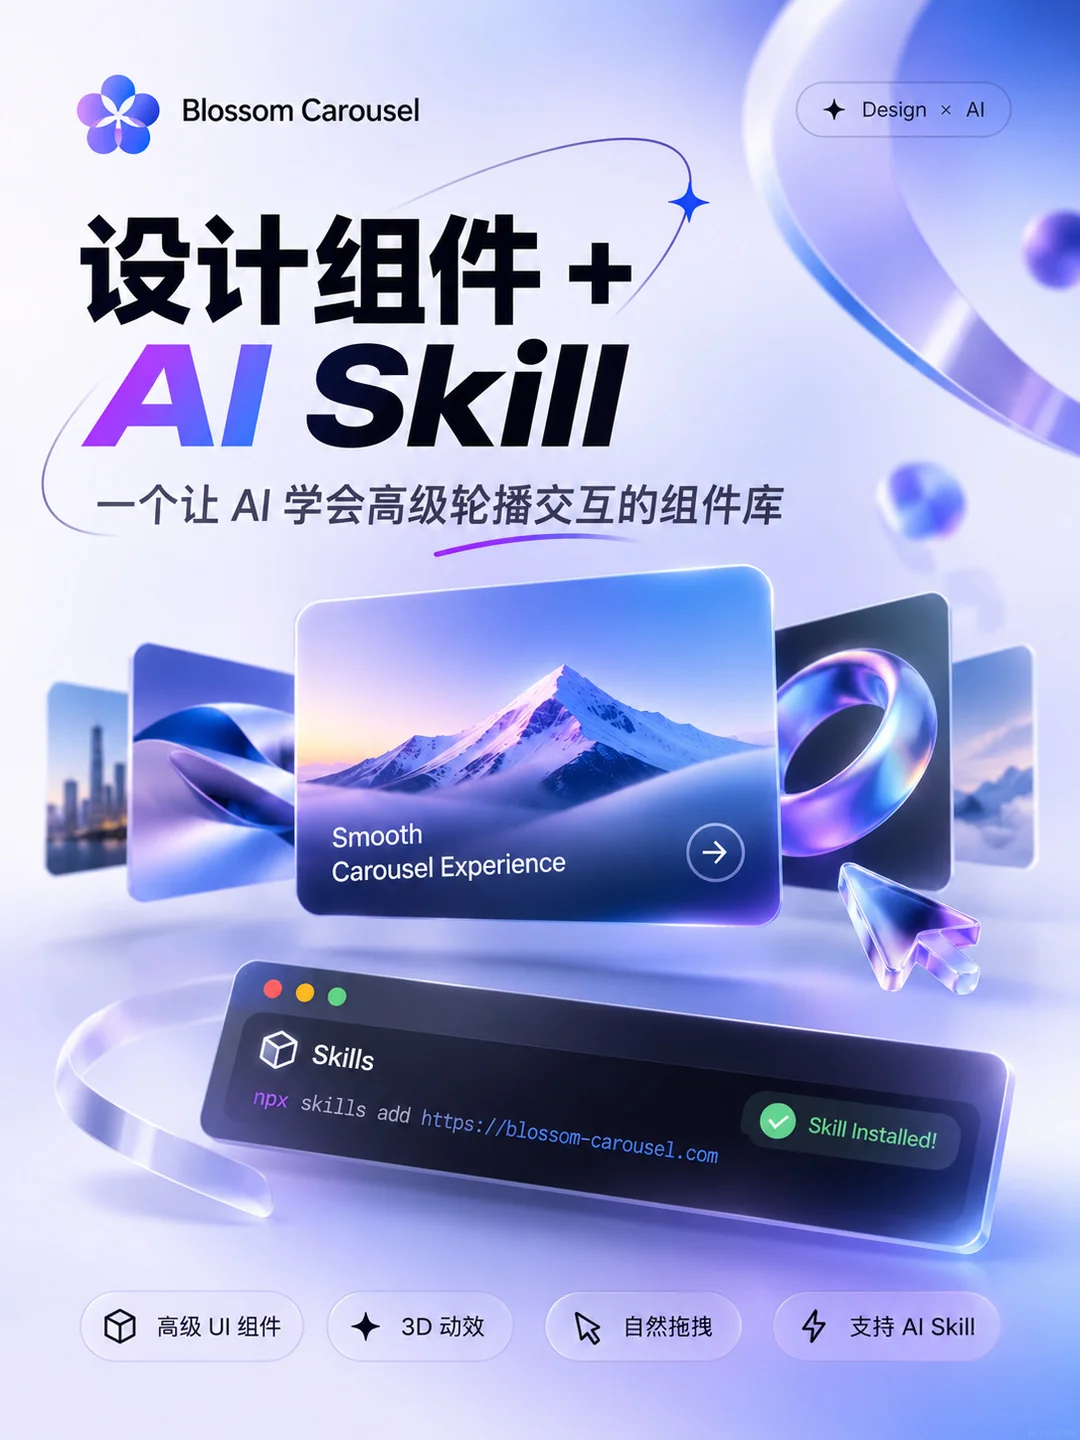 Blossom Carousel
Design × AI
设计组件 +
AI Skill
一个让 AI 学会高级轮播交互的组件库
Smooth
Carousel Experience
Skills
npx skills add https://blossom-carousel.com
Skill Installed!
高级 UI 组件
3D 动效
自然拖拽
支持 AI Skill